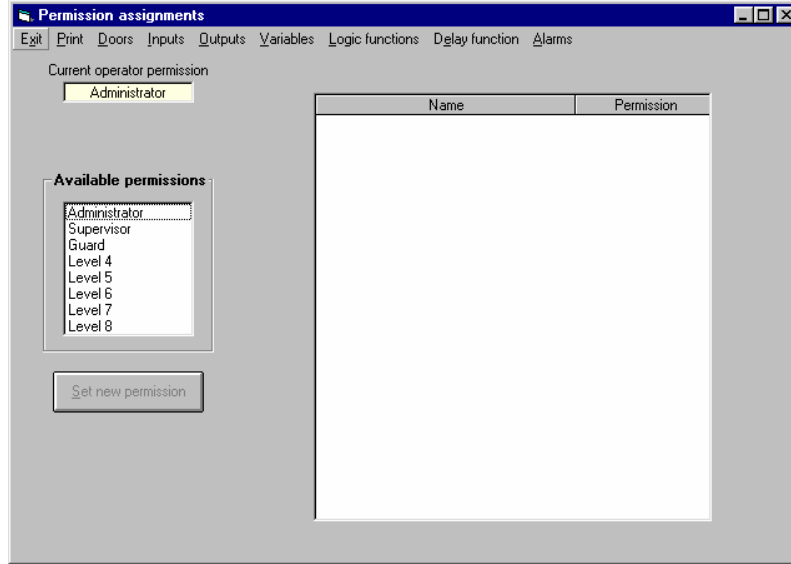 Permission assignments
Exit Print Doors Inputs Outputs Variables Logic functions Delay function Alarms
Current operator permission
Administrator
Name Permission
Available permissions
Administrator
Supervisor
Guard
Level 4
Level 5
Level 6
Level 7
Level 8
Set new permission